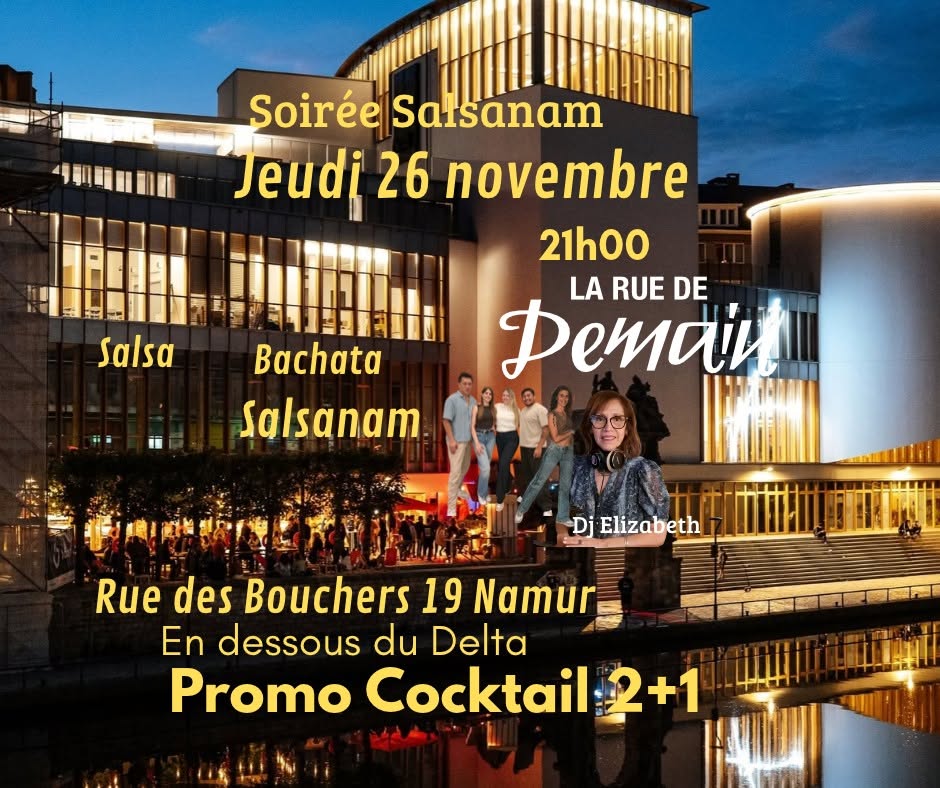 Soirée Salsanam
Jeudi 26 novembre
21h00
LA RUE DE
Demain
Salsa Bachata
Salsanam
Dj Elizabeth
Rue des Bouchers 19 Namur
En dessous du Delta
Promo Cocktail 2+1